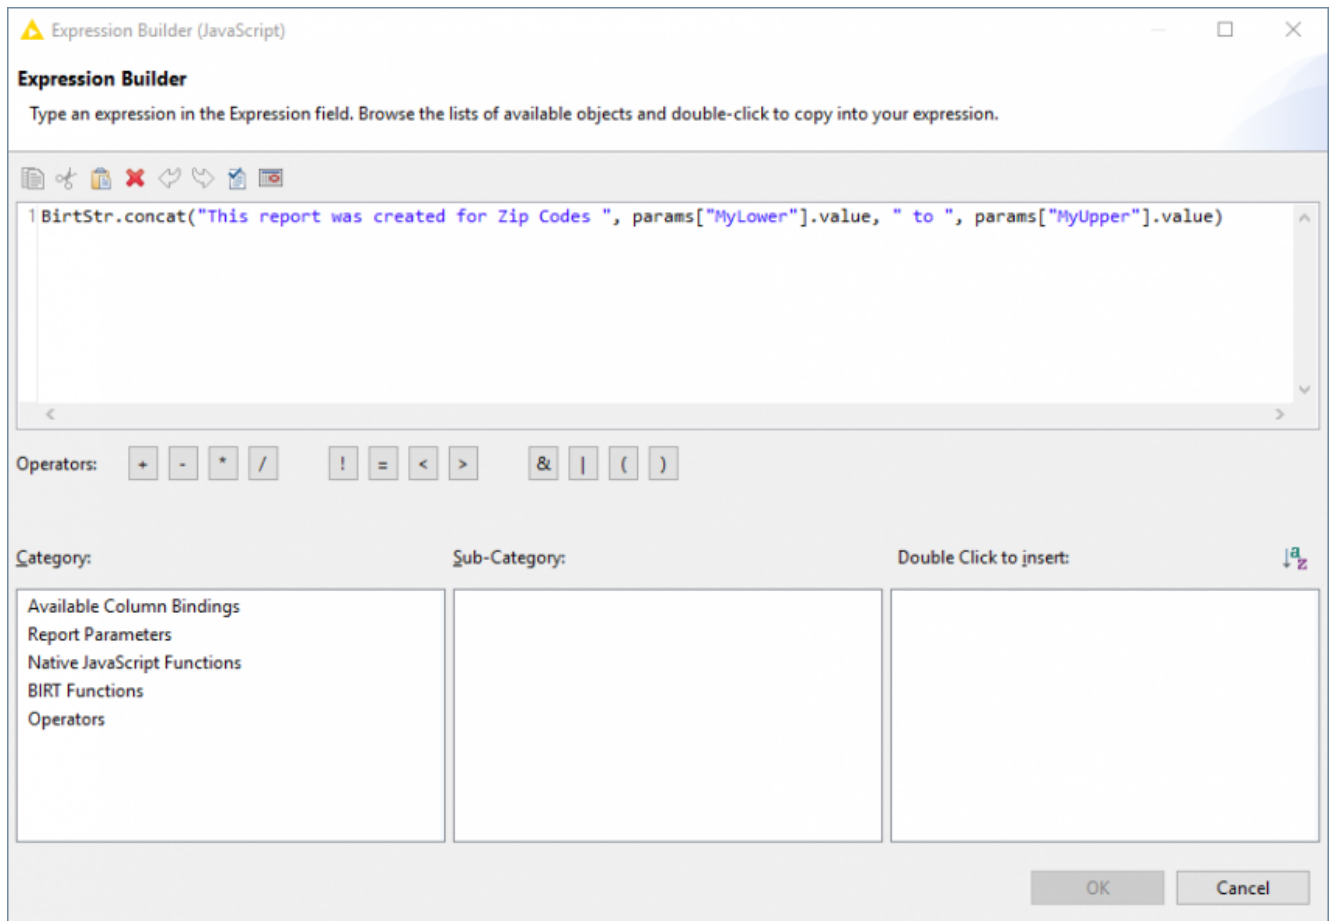 Expression Builder (JavaScript)
Expression Builder
Type an expression in the Expression field. Browse the lists of available objects and double-click to copy into your expression.
1 BirtStr.concat("This report was created for Zip Codes ", params["MyLower"].value, " to ", params["MyUpper"].value)
Operators: + - * / ! = < > & | ( )
Category: Sub-Category: Double Click to insert:
Available Column Bindings
Report Parameters
Native JavaScript Functions
BIRT Functions
Operators
OK Cancel